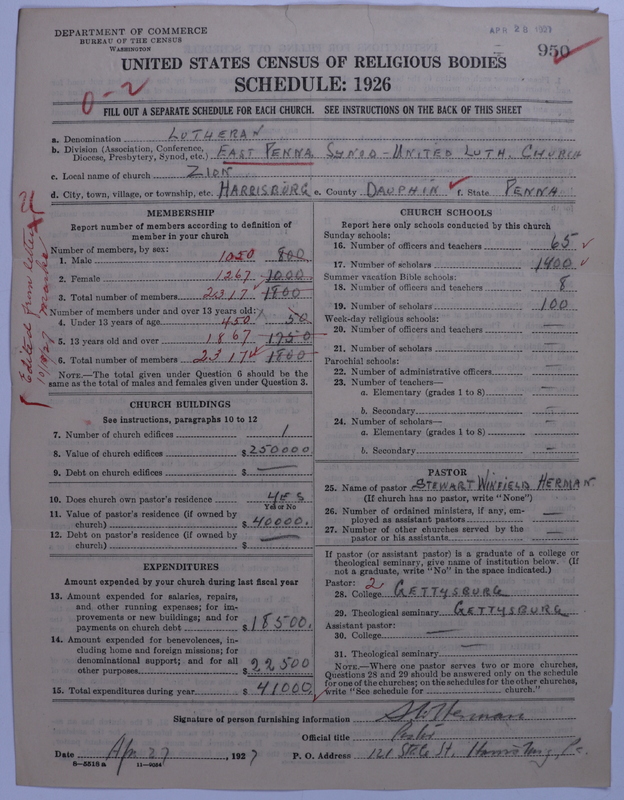 DEPARTMENT OF COMMERCE
BUREAU OF THE CENSUS
WASHINGTON
APR 28 1927
950
UNITED STATES CENSUS OF RELIGIOUS BODIES
SCHEDULE: 1926
0-2
FILL OUT A SEPARATE SCHEDULE FOR EACH CHURCH. SEE INSTRUCTIONS ON THE BACK OF THIS SHEET
a. Denomination LUTHERAN
b. Division (Association, Conference, Diocese, Presbytery, Synod, etc.) EAST PENNA. SYNOD - UNITED LUTH. CHURCH
c. Local name of church ZION
d. City, town, village, or township, etc. HARRISBURG e. County DAUPHIN f. State PENNA.
Edited from letter 10/18/27
MEMBERSHIP
Report number of members according to definition of member in your church
Number of members, by sex:
1. Male 1050 800
2. Female 1267 1000
3. Total number of members 2317 1800
Number of members under and over 13 years old:
4. Under 13 years of age 450 50
5. 13 years old and over 1867 1750
6. Total number of members 2317 1800
NOTE.—The total given under Question 6 should be the same as the total of males and females given under Question 3.
CHURCH BUILDINGS
See instructions, paragraphs 10 to 12
7. Number of church edifices 1
8. Value of church edifices $250000
9. Debt on church edifices $ —
10. Does church own pastor's residence YES
Yes or No
11. Value of pastor's residence (if owned by church) $40000.
12. Debt on pastor's residence (if owned by church) $ —
EXPENDITURES
Amount expended by your church during last fiscal year
13. Amount expended for salaries, repairs, and other running expenses; for improvements or new buildings; and for payments on church debt $18500.
14. Amount expended for benevolences, including home and foreign missions; for denominational support; and for all other purposes $22500
15. Total expenditures during year $41000
CHURCH SCHOOLS
Report here only schools conducted by this church
Sunday schools:
16. Number of officers and teachers 65
17. Number of scholars 1400
Summer vacation Bible schools:
18. Number of officers and teachers 8
19. Number of scholars 100
Week-day religious schools:
20. Number of officers and teachers —
21. Number of scholars —
Parochial schools:
22. Number of administrative officers —
23. Number of teachers—
a. Elementary (grades 1 to 8) —
b. Secondary —
24. Number of scholars—
a. Elementary (grades 1 to 8) —
b. Secondary —
PASTOR
25. Name of pastor STEWART WINFIELD HERMAN
(If church has no pastor, write "None")
26. Number of ordained ministers, if any, employed as assistant pastors —
27. Number of other churches served by the pastor or his assistants —
If pastor (or assistant pastor) is a graduate of a college or theological seminary, give name of institution below. (If not a graduate, write "No" in the space indicated.)
Pastor: 2
28. College GETTYSBURG
29. Theological seminary GETTYSBURG
Assistant pastor:
30. College —
31. Theological seminary —
NOTE.—Where one pastor serves two or more churches, Questions 28 and 29 should be answered only on the schedule for one of the churches; on the schedules for the other churches, write "See schedule for church."
Signature of person furnishing information S. W. Herman
Official title Pastor
Date Apr 27, 1927 P. O. Address 121 State St. Harrisburg, Pa.
8—5518a 11—9054